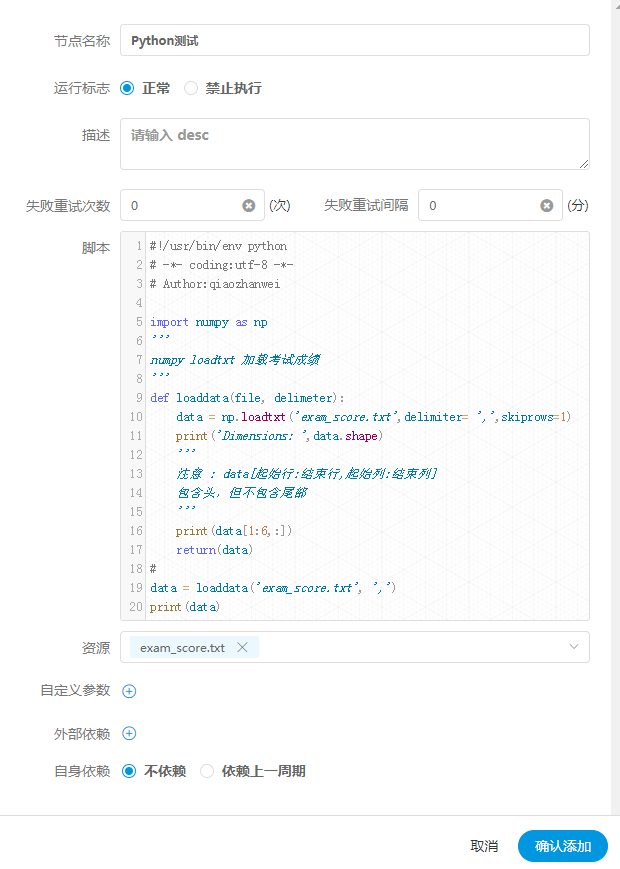 节点名称 Python测试
运行标志 正常 禁止执行
描述 请输入 desc
失败重试次数 0 (次) 失败重试间隔 0 (分)
脚本
1 #!/usr/bin/env python
2 # -*- coding:utf-8 -*-
3 # Author:qiaozhanwei
4
5 import numpy as np
6 '''
7 numpy loadtxt 加载考试成绩
8 '''
9 def loaddata(file, delimeter):
10     data = np.loadtxt('exam_score.txt',delimiter= ',',skiprows=1)
11     print('Dimensions: ',data.shape)
12     '''
13     注意 : data[起始行:结束行,起始列:结束列]
14     包含头，但不包含尾部
15     '''
16     print(data[1:6,:])
17     return(data)
18 #
19 data = loaddata('exam_score.txt', ',')
20 print(data)
资源 exam_score.txt
自定义参数
外部依赖
自身依赖 不依赖 依赖上一周期
取消 确认添加